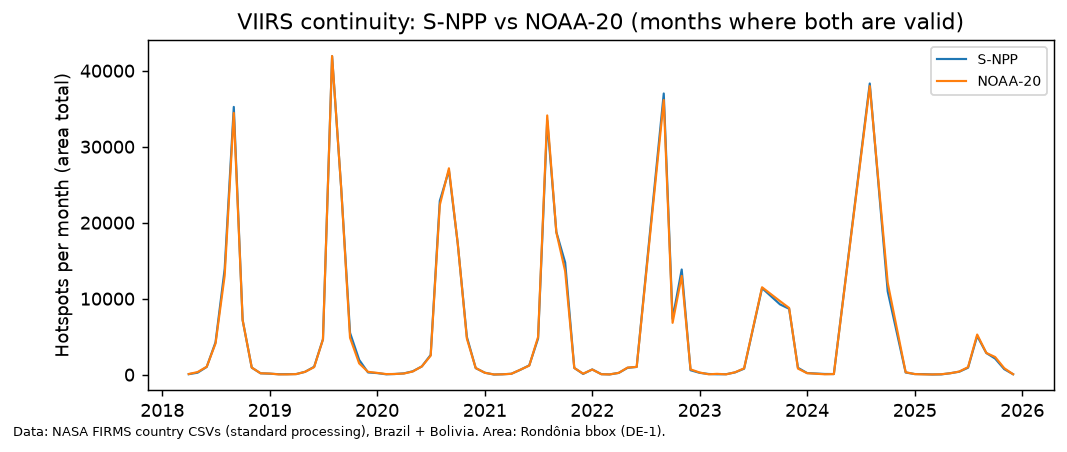 VIIRS continuity: S-NPP vs NOAA-20 (months where both are valid)
S-NPP
NOAA-20
Hotspots per month (area total)
40000
30000
20000
10000
0
2018 2019 2020 2021 2022 2023 2024 2025 2026
Data: NASA FIRMS country CSVs (standard processing), Brazil + Bolivia. Area: Rondônia bbox (DE-1).